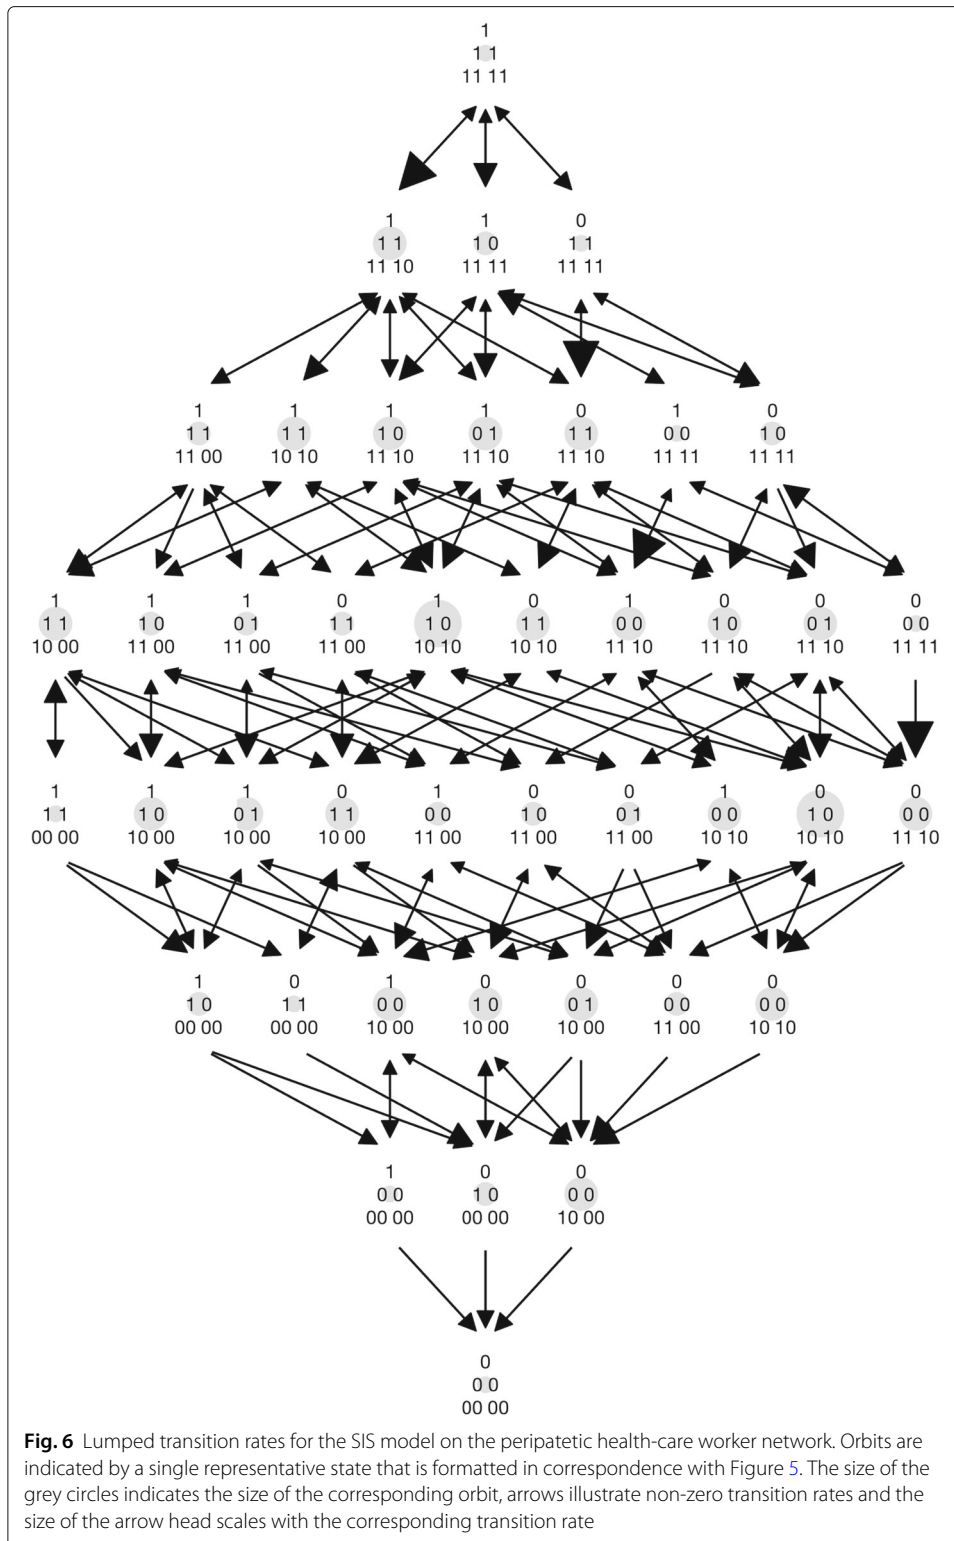 1
1 1
11 11
1 1 0
1 1 1 0 1 1
11 10 11 11 11 11
1 1 1 1 0 1 0
1 1 1 1 1 0 0 1 1 1 0 0 1 0
11 00 10 10 11 10 11 10 11 10 11 11 11 11
1 1 1 0 1 0 1 0 0 0
1 1 1 0 0 1 1 1 1 0 1 1 0 0 1 0 0 1 0 0
10 00 11 00 11 00 11 00 10 10 10 10 11 10 11 10 11 10 11 11
1 1 1 0 1 0 0 1 0 0
1 1 1 0 0 1 1 1 0 0 1 0 0 1 0 0 1 0 0 0
00 00 10 00 10 00 10 00 11 00 11 00 11 00 10 10 10 10 11 10
1 0 1 0 0 0 0
1 0 1 1 0 0 1 0 0 1 0 0 0 0
00 00 00 00 10 00 10 00 10 00 11 00 10 10
1 0 0
0 0 1 0 0 0
00 00 00 00 10 00
0
0 0
00 00
Fig. 6 Lumped transition rates for the SIS model on the peripatetic health-care worker network. Orbits are
indicated by a single representative state that is formatted in correspondence with Figure 5. The size of the
grey circles indicates the size of the corresponding orbit, arrows illustrate non-zero transition rates and the
size of the arrow head scales with the corresponding transition rate